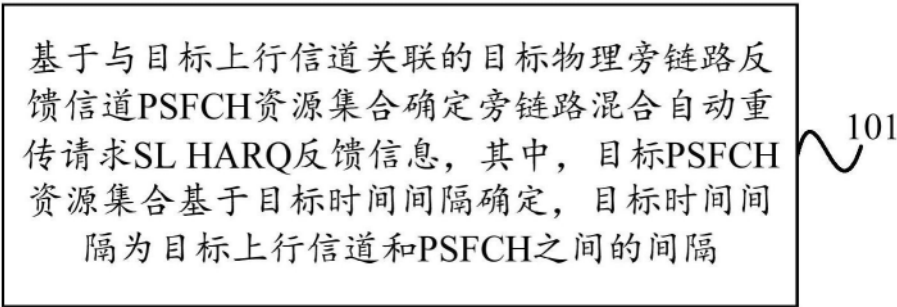 基于与目标上行信道关联的目标物理旁链路反
馈信道PSFCH资源集合确定旁链路混合自动重
传请求SL HARQ反馈信息，其中，目标PSFCH
资源集合基于目标时间间隔确定，目标时间间
隔为目标上行信道和PSFCH之间的间隔
101